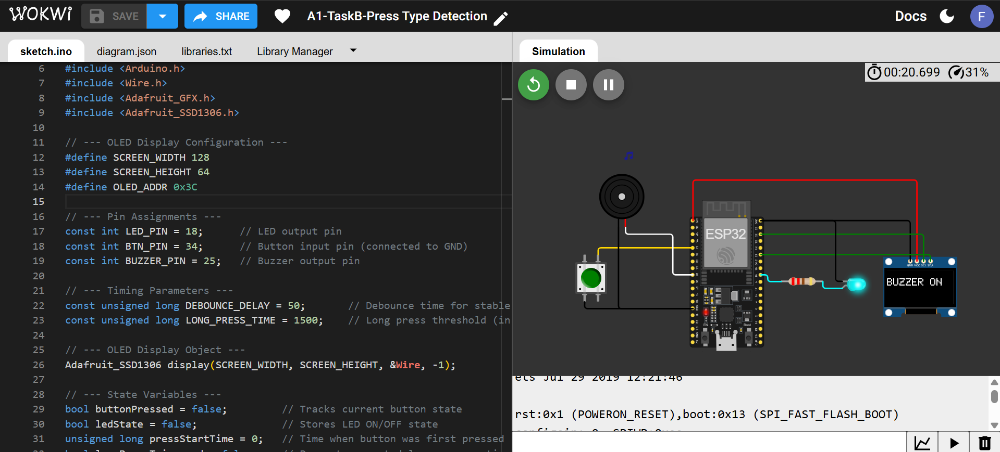 WOKWI SAVE SHARE A1-TaskB-Press Type Detection Docs F
sketch.ino diagram.json libraries.txt Library Manager
6 #include <Arduino.h>
7 #include <Wire.h>
8 #include <Adafruit_GFX.h>
9 #include <Adafruit_SSD1306.h>
10
11 // --- OLED Display Configuration ---
12 #define SCREEN_WIDTH 128
13 #define SCREEN_HEIGHT 64
14 #define OLED_ADDR 0x3C
15
16 // --- Pin Assignments ---
17 const int LED_PIN = 18; // LED output pin
18 const int BTN_PIN = 34; // Button input pin (connected to GND)
19 const int BUZZER_PIN = 25; // Buzzer output pin
20
21 // --- Timing Parameters ---
22 const unsigned long DEBOUNCE_DELAY = 50; // Debounce time for stable
23 const unsigned long LONG_PRESS_TIME = 1500; // Long press threshold (in
24
25 // --- OLED Display Object ---
26 Adafruit_SSD1306 display(SCREEN_WIDTH, SCREEN_HEIGHT, &Wire, -1);
27
28 // --- State Variables ---
29 bool buttonPressed = false; // Tracks current button state
30 bool ledState = false; // Stores LED ON/OFF state
31 unsigned long pressStartTime = 0; // Time when button was first pressed
Simulation
00:20.699 31%
ESP32
EN Boot
GND VCC SCL SDA
BUZZER ON
ets Jul 29 2019 12:21:46
rst:0x1 (POWERON_RESET),boot:0x13 (SPI_FAST_FLASH_BOOT)